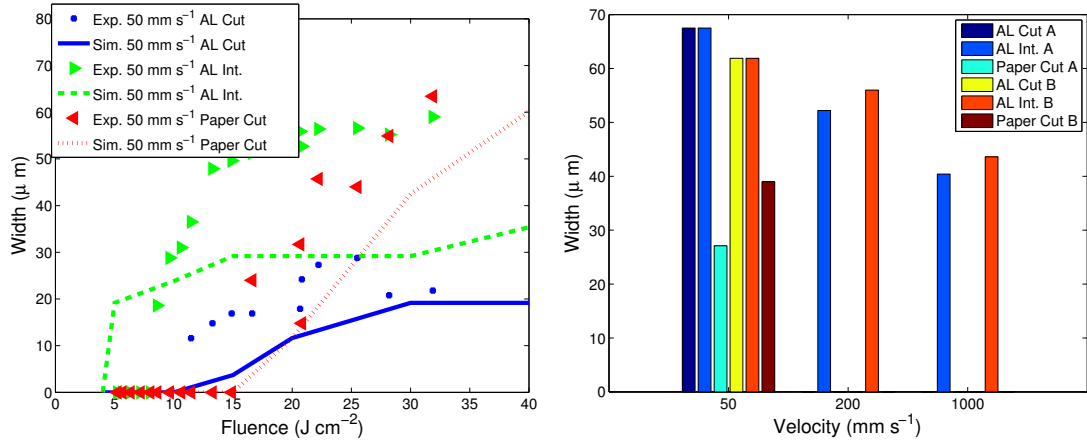 80
70
60
50
40
30
20
10
0
Width (μ m)
Exp. 50 mm s⁻¹ AL Cut
Sim. 50 mm s⁻¹ AL Cut
Exp. 50 mm s⁻¹ AL Int.
Sim. 50 mm s⁻¹ AL Int.
Exp. 50 mm s⁻¹ Paper Cut
Sim. 50 mm s⁻¹ Paper Cut
0 5 10 15 20 25 30 35 40
Fluence (J cm⁻²)
70
60
50
40
30
20
10
0
Width (μ m)
AL Cut A
AL Int. A
Paper Cut A
AL Cut B
AL Int. B
Paper Cut B
50 200 1000
Velocity (mm s⁻¹)